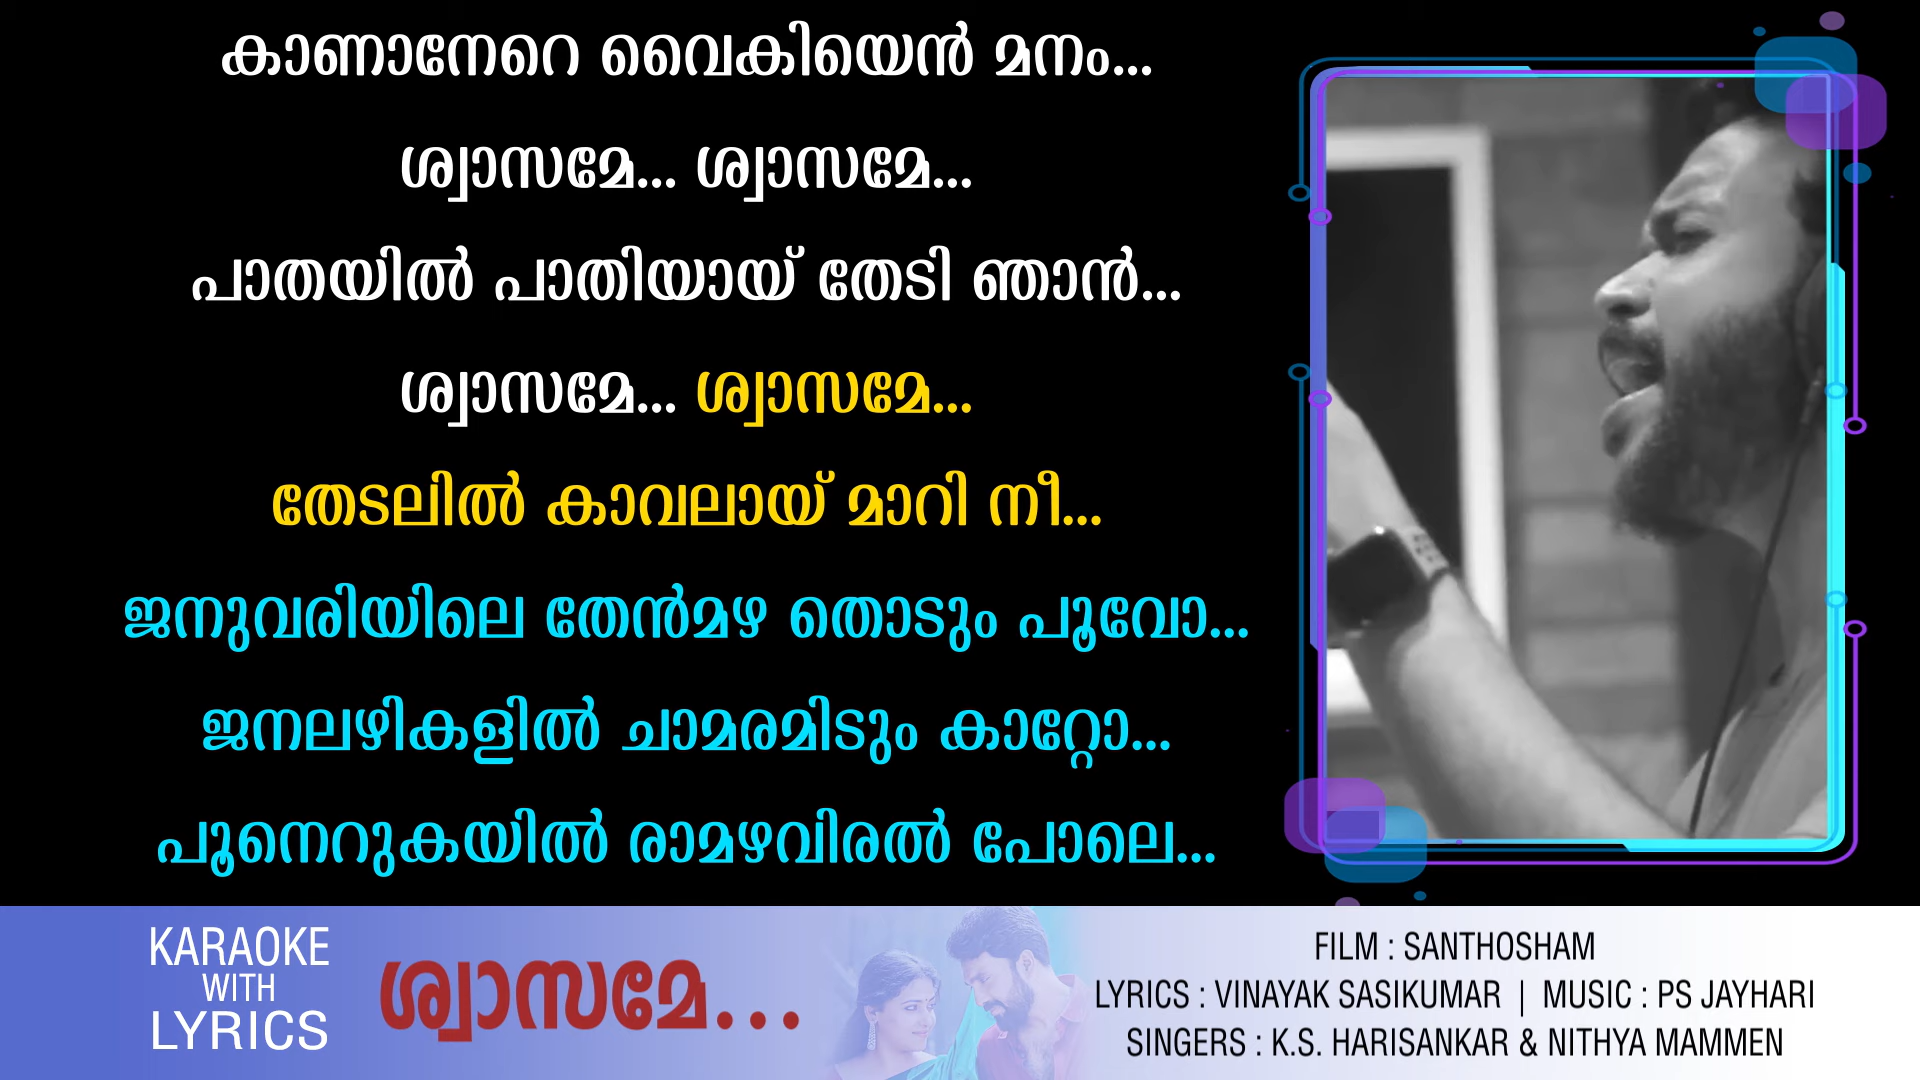 കാണാനേറെ വൈകിയെൻ മനം...
ശ്വാസമേ... ശ്വാസമേ...
പാതയിൽ പാതിയായ് തേടി ഞാൻ...
ശ്വാസമേ... ശ്വാസമേ...
തേടലിൽ കാവലായ് മാറി നീ...
ജനുവരിയിലെ തേൻമഴ തൊടും പൂവോ...
ജനലഴികളിൽ ചാമരമിടും കാറ്റോ...
പൂനെറുകയിൽ രാമഴവിരൽ പോലെ...
KARAOKE
WITH
LYRICS
ശ്വാസമേ...
FILM : SANTHOSHAM
LYRICS : VINAYAK SASIKUMAR | MUSIC : PS JAYHARI
SINGERS : K.S. HARISANKAR & NITHYA MAMMEN